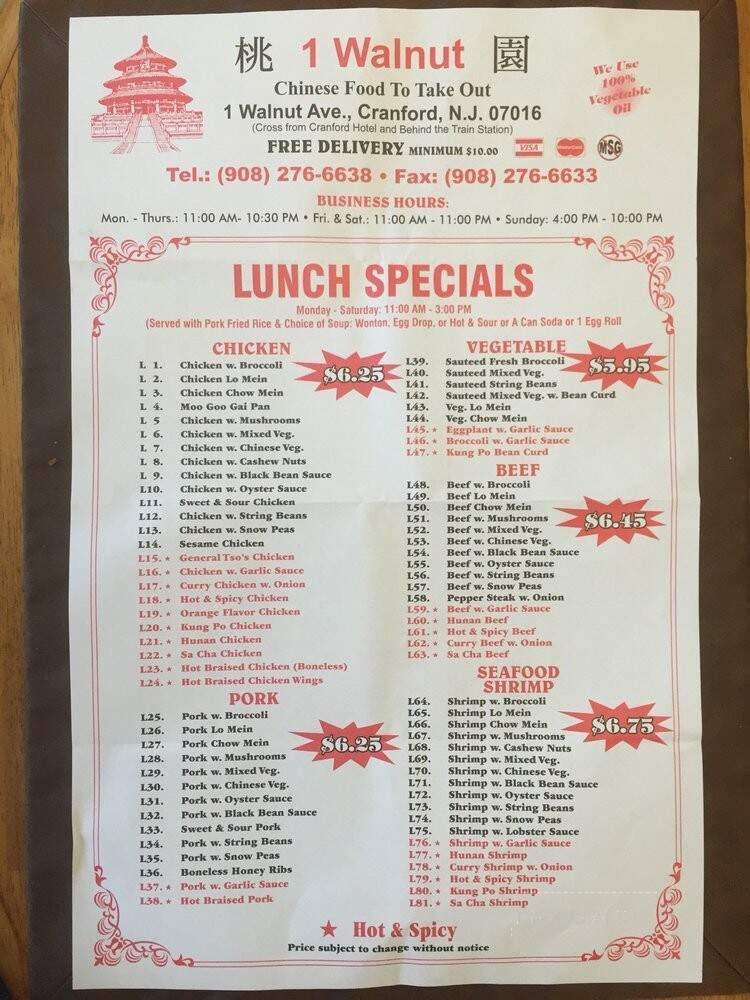 桃 1 Walnut 園
Chinese Food To Take Out
We Use
100%
Vegetable
Oil
1 Walnut Ave., Cranford, N.J. 07016
(Cross from Cranford Hotel and Behind the Train Station)
FREE DELIVERY MINIMUM $10.00 VISA MasterCard MSG
Tel.: (908) 276-6638 • Fax: (908) 276-6633
BUSINESS HOURS:
Mon. - Thurs.: 11:00 AM- 10:30 PM • Fri. & Sat.: 11:00 AM - 11:00 PM • Sunday: 4:00 PM - 10:00 PM
LUNCH SPECIALS
Monday - Saturday: 11:00 AM - 3:00 PM
(Served with Pork Fried Rice & Choice of Soup: Wonton, Egg Drop, or Hot & Sour or A Can Soda or 1 Egg Roll
CHICKEN
$6.25
L 1. Chicken w. Broccoli
L 2. Chicken Lo Mein
L 3. Chicken Chow Mein
L 4. Moo Goo Gai Pan
L 5 Chicken w. Mushrooms
L 6. Chicken w. Mixed Veg.
L 7. Chicken w. Chinese Veg.
L 8. Chicken w. Cashew Nuts
L 9. Chicken w. Black Bean Sauce
L10. Chicken w. Oyster Sauce
L11. Sweet & Sour Chicken
L12. Chicken w. String Beans
L13. Chicken w. Snow Peas
L14. Sesame Chicken
L15. ★ General Tso's Chicken
L16. ★ Chicken w. Garlic Sauce
L17. ★ Curry Chicken w. Onion
L18. ★ Hot & Spicy Chicken
L19. ★ Orange Flavor Chicken
L20. ★ Kung Po Chicken
L21. ★ Hunan Chicken
L22. ★ Sa Cha Chicken
L23. ★ Hot Braised Chicken (Boneless)
L24. ★ Hot Braised Chicken Wings
PORK
$6.25
L25. Pork w. Broccoli
L26. Pork Lo Mein
L27. Pork Chow Mein
L28. Pork w. Mushrooms
L29. Pork w. Mixed Veg.
L30. Pork w. Chinese Veg.
L31. Pork w. Oyster Sauce
L32. Pork w. Black Bean Sauce
L33. Sweet & Sour Pork
L34. Pork w. String Beans
L35. Pork w. Snow Peas
L36. Boneless Honey Ribs
L37. ★ Pork w. Garlic Sauce
L38. ★ Hot Braised Pork
VEGETABLE
$5.95
L39. Sauteed Fresh Broccoli
L40. Sauteed Mixed Veg.
L41. Sauteed String Beans
L42. Sauteed Mixed Veg. w. Bean Curd
L43. Veg. Lo Mein
L44. Veg. Chow Mein
L45. ★ Eggplant w. Garlic Sauce
L46. ★ Broccoli w. Garlic Sauce
L47. ★ Kung Po Bean Curd
BEEF
$6.45
L48. Beef w. Broccoli
L49. Beef Lo Mein
L50. Beef Chow Mein
L51. Beef w. Mushrooms
L52. Beef w. Mixed Veg.
L53. Beef w. Chinese Veg.
L54. Beef w. Black Bean Sauce
L55. Beef w. Oyster Sauce
L56. Beef w. String Beans
L57. Beef w. Snow Peas
L58. Pepper Steak w. Onion
L59. ★ Beef w. Garlic Sauce
L60. ★ Hunan Beef
L61. ★ Hot & Spicy Beef
L62. ★ Curry Beef w. Onion
L63. ★ Sa Cha Beef
SEAFOOD
SHRIMP
$6.75
L64. Shrimp w. Broccoli
L65. Shrimp Lo Mein
L66. Shrimp Chow Mein
L67. Shrimp w. Mushrooms
L68. Shrimp w. Cashew Nuts
L69. Shrimp w. Mixed Veg.
L70. Shrimp w. Chinese Veg.
L71. Shrimp w. Black Bean Sauce
L72. Shrimp w. Oyster Sauce
L73. Shrimp w. String Beans
L74. Shrimp w. Snow Peas
L75. Shrimp w. Lobster Sauce
L76. ★ Shrimp w. Garlic Sauce
L77. ★ Hunan Shrimp
L78. ★ Curry Shrimp w. Onion
L79. ★ Hot & Spicy Shrimp
L80. ★ Kung Po Shrimp
L81. ★ Sa Cha Shrimp
★ Hot & Spicy
Price subject to change without notice